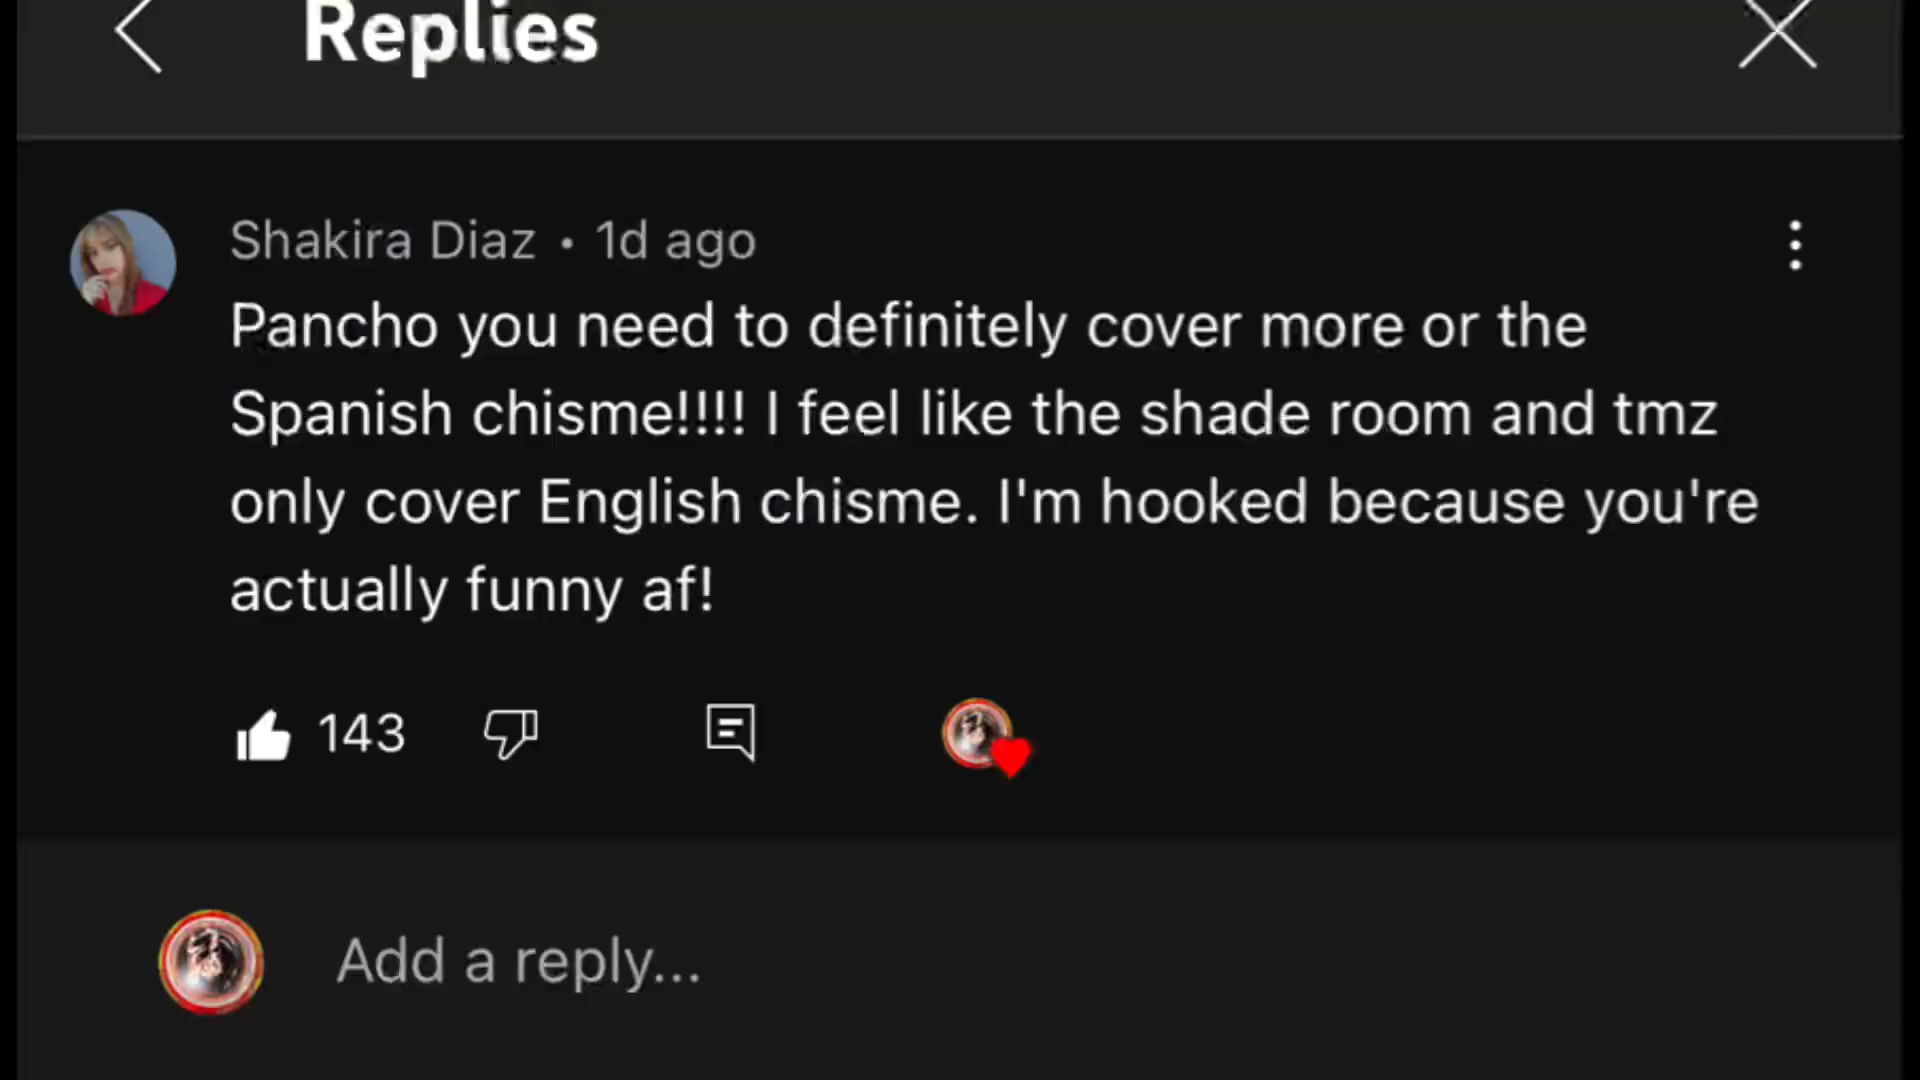 Replies
Shakira Diaz • 1d ago
Pancho you need to definitely cover more or the
Spanish chisme!!!! I feel like the shade room and tmz
only cover English chisme. I'm hooked because you're
actually funny af!
143
Add a reply...